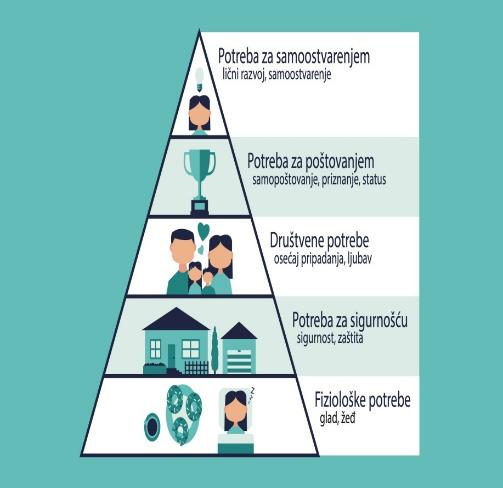 Potreba za samoostvarenjem
lični razvoj, samoostvarenje
Potreba za poštovanjem
samopoštovanje, priznanje, status
Društvene potrebe
osećaj pripadanja, ljubav
Potreba za sigurnošću
sigurnost, zaštita
Fiziološke potrebe
glad, žeđ
z
z